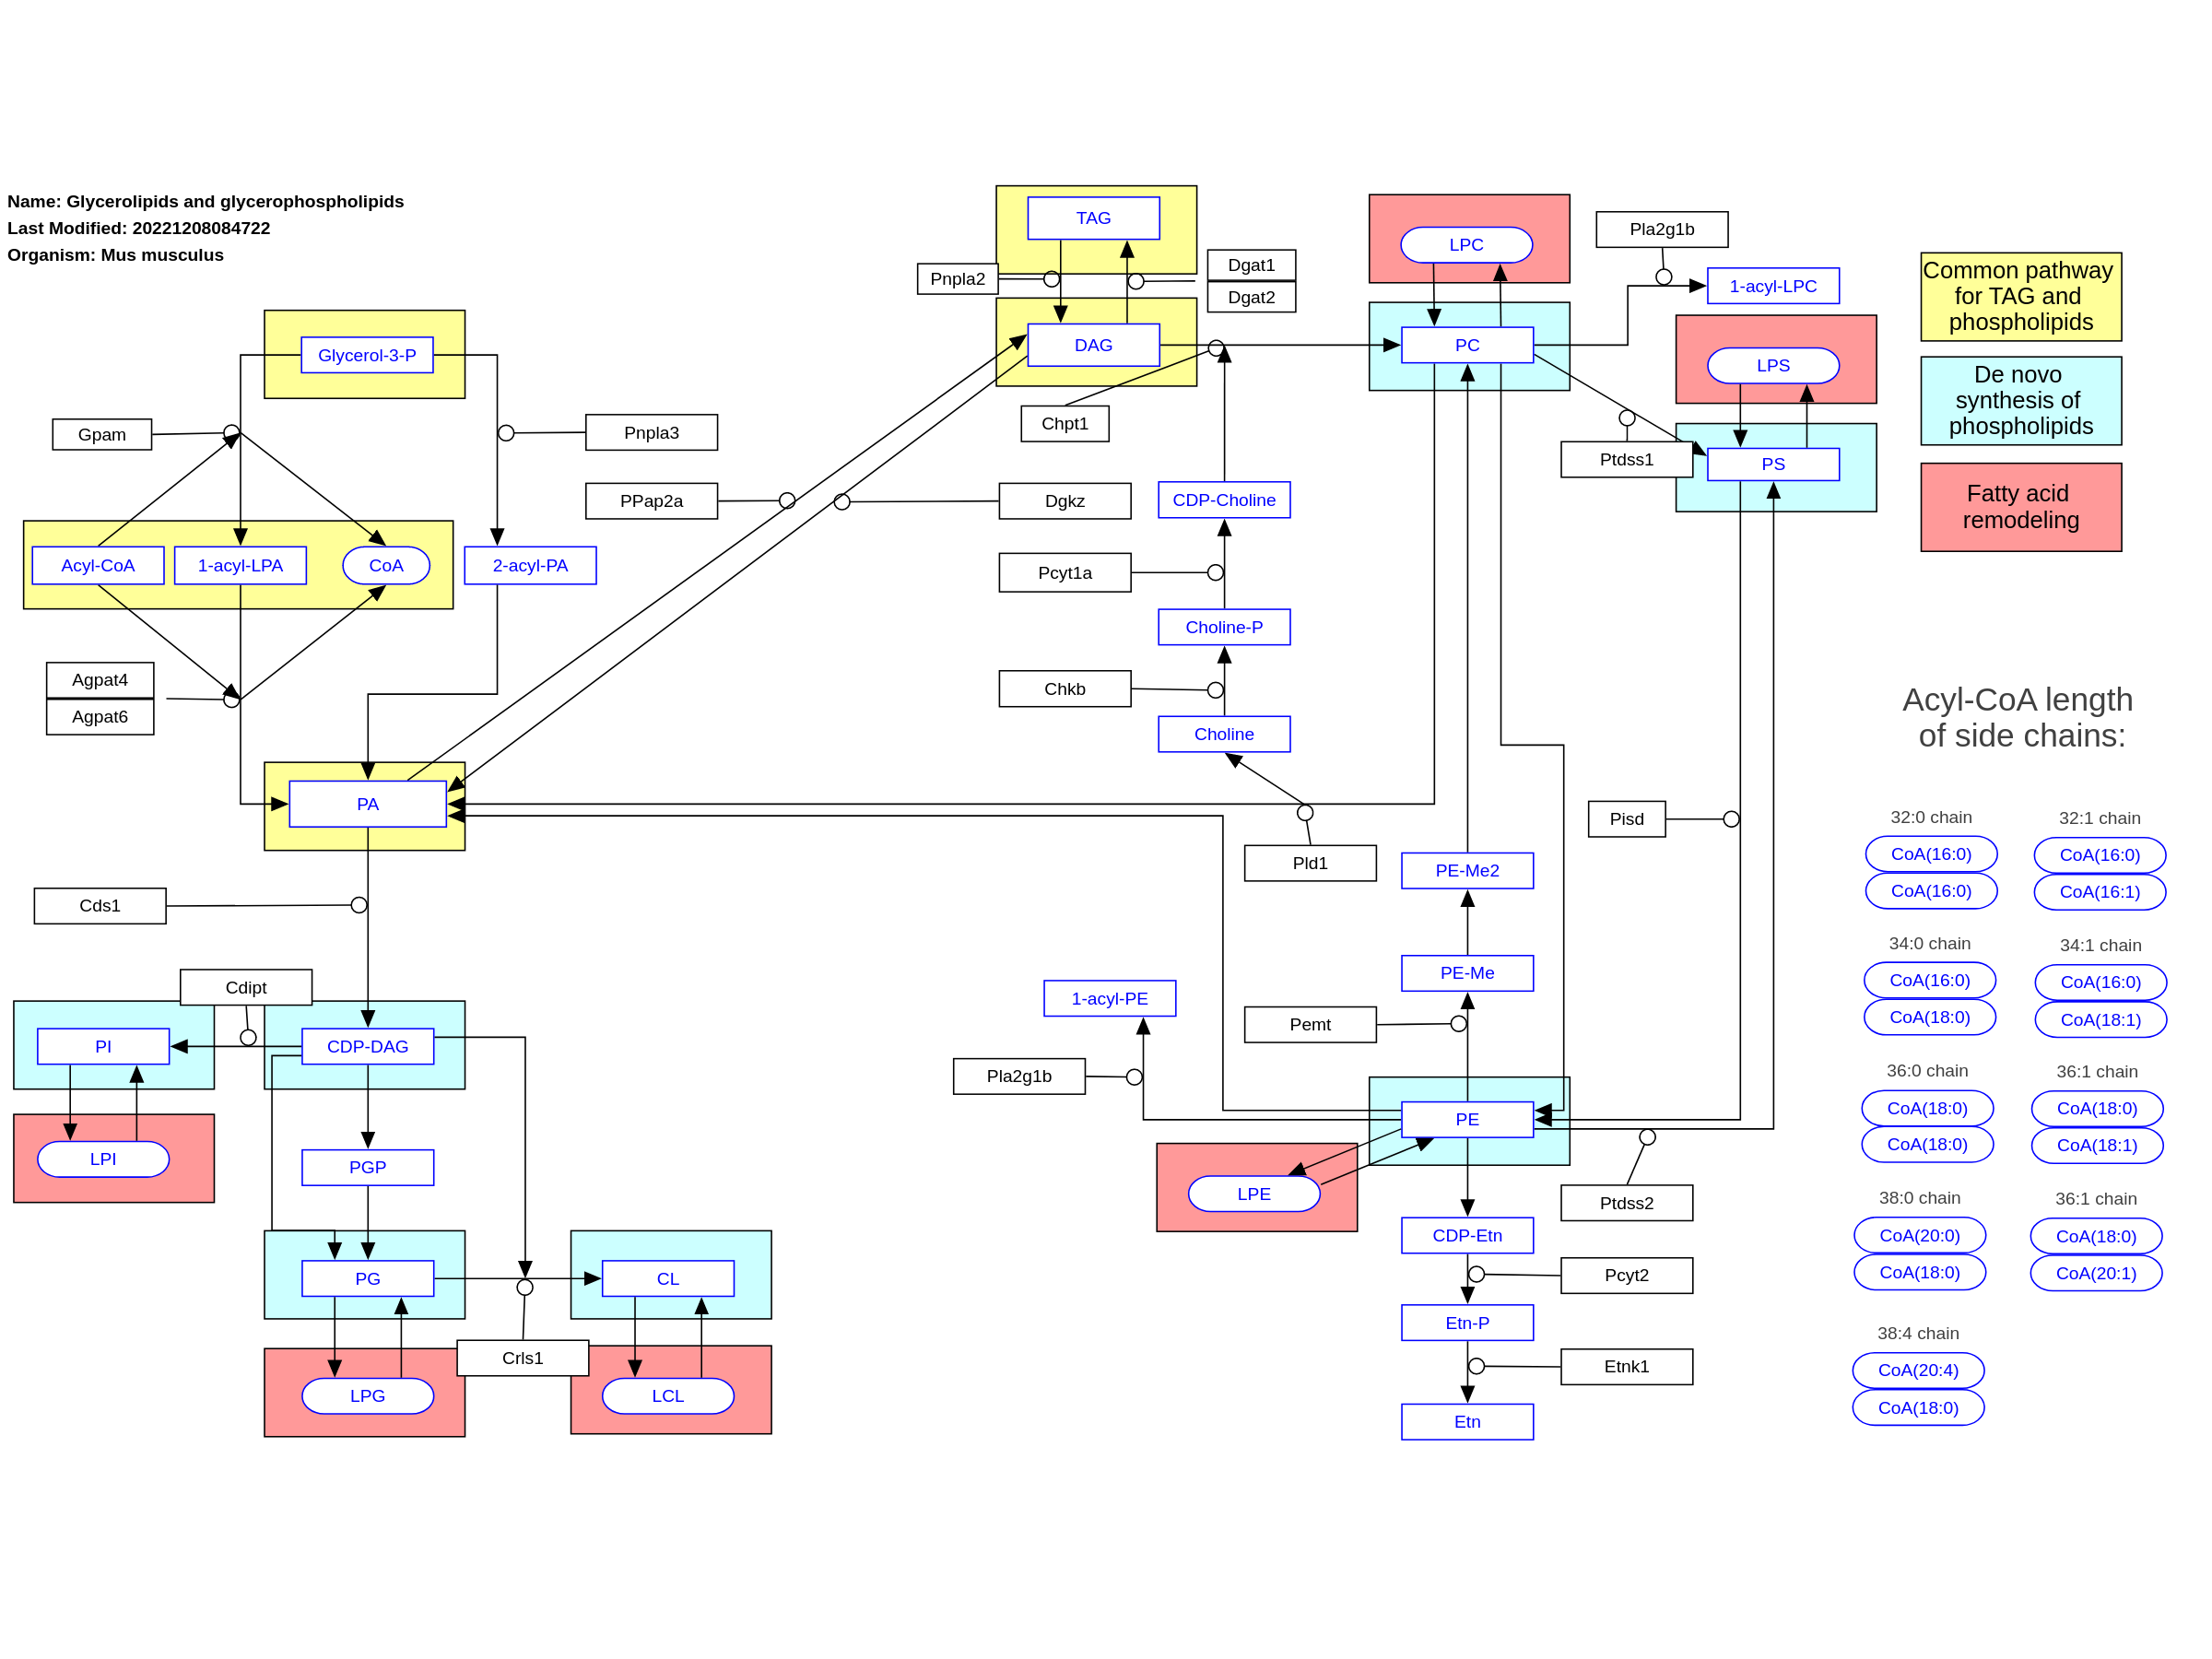 Name: Glycerolipids and glycerophospholipids
Last Modified: 20221208084722
Organism: Mus musculus
TAG
Pnpla2
Dgat1
Dgat2
DAG
Chpt1
LPC
PC
Pla2g1b
1-acyl-LPC
LPS
Ptdss1
PS
Common pathway
for TAG and
phospholipids
De novo
synthesis of
phospholipids
Fatty acid
remodeling
Glycerol-3-P
Gpam
Pnpla3
PPap2a
Dgkz
CDP-Choline
Acyl-CoA
1-acyl-LPA
CoA
2-acyl-PA
Pcyt1a
Choline-P
Agpat4
Agpat6
Chkb
Choline
PA
Pld1
Pisd
Cds1
PE-Me2
PE-Me
Cdipt
PI
CDP-DAG
1-acyl-PE
Pemt
Pla2g1b
LPI
PGP
PE
LPE
Ptdss2
CDP-Etn
PG
CL
Pcyt2
Etn-P
Crls1
Etnk1
LPG
LCL
Etn
Acyl-CoA length
of side chains:
32:0 chain
CoA(16:0)
CoA(16:0)
32:1 chain
CoA(16:0)
CoA(16:1)
34:0 chain
CoA(16:0)
CoA(18:0)
34:1 chain
CoA(16:0)
CoA(18:1)
36:0 chain
CoA(18:0)
CoA(18:0)
36:1 chain
CoA(18:0)
CoA(18:1)
38:0 chain
CoA(20:0)
CoA(18:0)
36:1 chain
CoA(18:0)
CoA(20:1)
38:4 chain
CoA(20:4)
CoA(18:0)